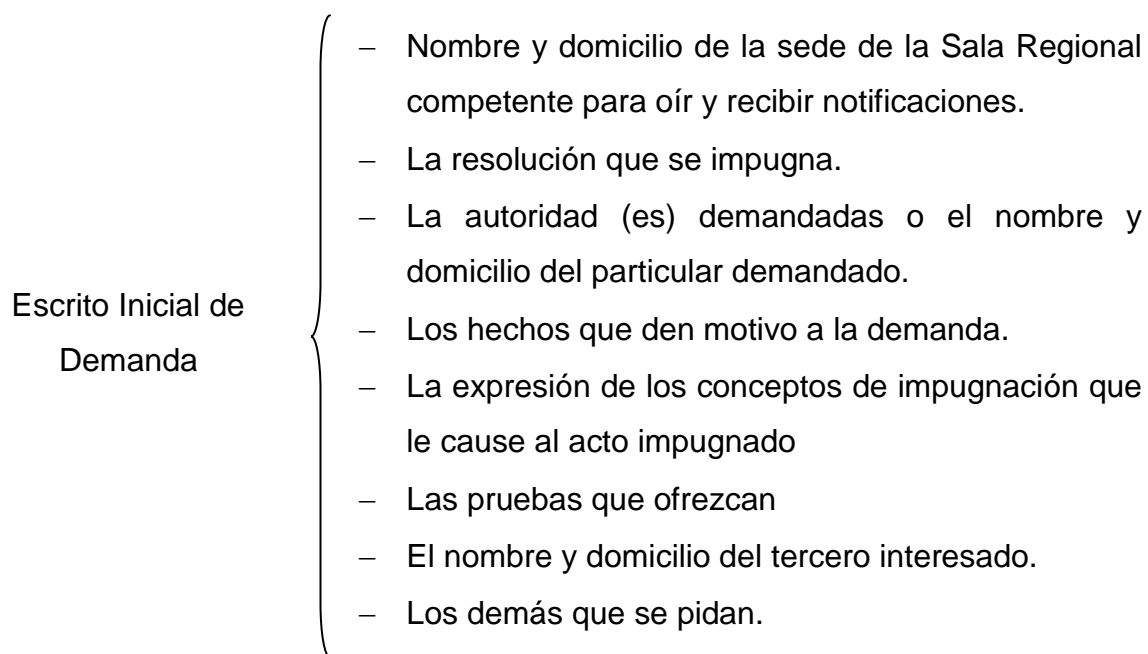 Escrito Inicial de
Demanda
– Nombre y domicilio de la sede de la Sala Regional
competente para oír y recibir notificaciones.
– La resolución que se impugna.
– La autoridad (es) demandadas o el nombre y
domicilio del particular demandado.
– Los hechos que den motivo a la demanda.
– La expresión de los conceptos de impugnación que
le cause al acto impugnado
– Las pruebas que ofrezcan
– El nombre y domicilio del tercero interesado.
– Los demás que se pidan.